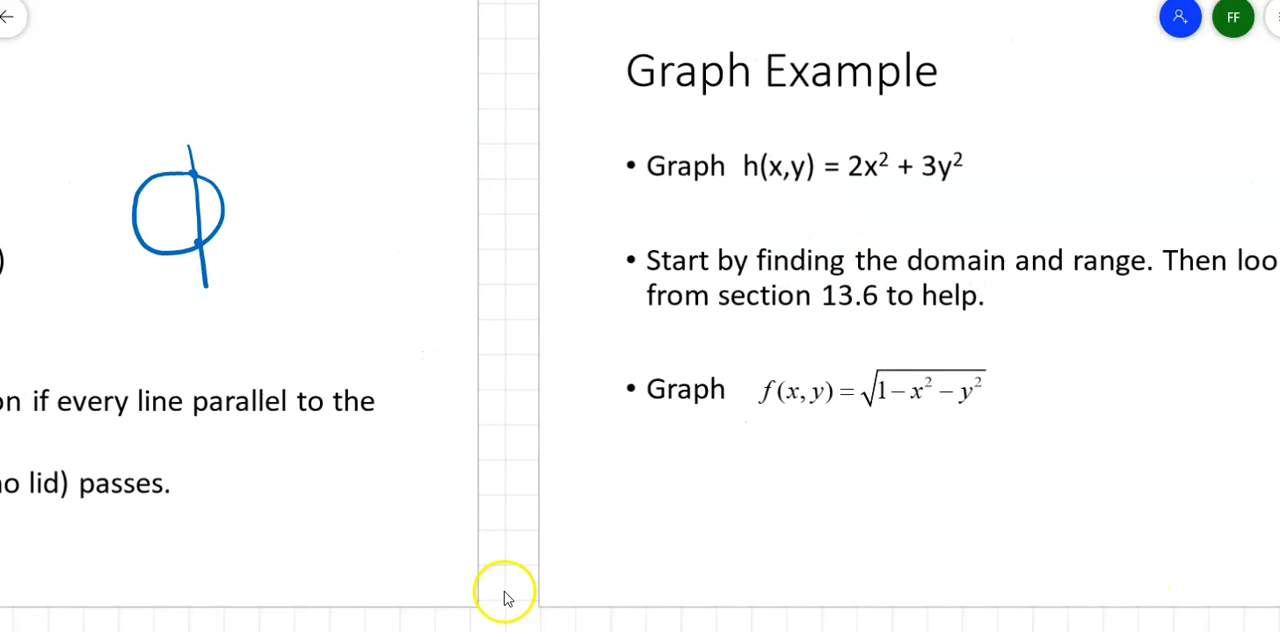 FF
)
on if every line parallel to the
no lid) passes.
Graph Example
• Graph h(x,y) = 2x² + 3y²
• Start by finding the domain and range. Then loo
from section 13.6 to help.
• Graph f(x, y) = √1 − x² − y²